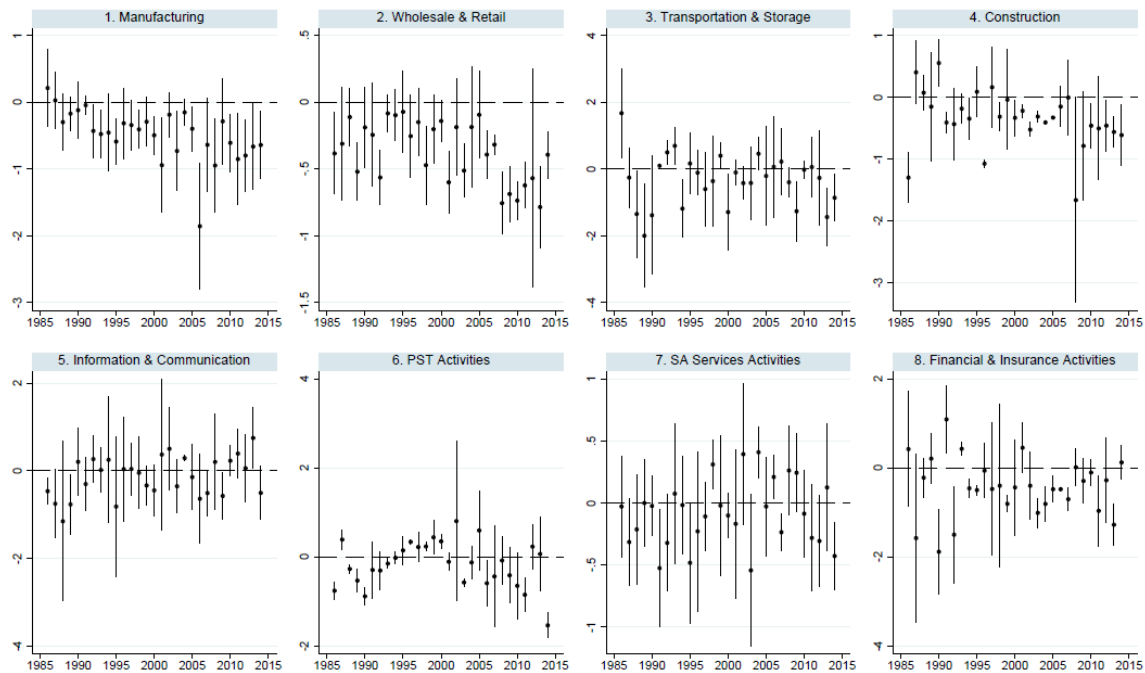 1. Manufacturing
2. Wholesale & Retail
3. Transportation & Storage
4. Construction
1
0
-1
-2
-3
.5
0
-.5
-1
-1.5
4
2
0
-2
-4
1
0
-1
-2
-3
1985 1990 1995 2000 2005 2010 2015
1985 1990 1995 2000 2005 2010 2015
1985 1990 1995 2000 2005 2010 2015
1985 1990 1995 2000 2005 2010 2015
5. Information & Communication
6. PST Activities
7. SA Services Activities
8. Financial & Insurance Activities
2
0
-2
-4
4
2
0
-2
1
.5
0
-.5
-1
2
0
-2
-4
1985 1990 1995 2000 2005 2010 2015
1985 1990 1995 2000 2005 2010 2015
1985 1990 1995 2000 2005 2010 2015
1985 1990 1995 2000 2005 2010 2015